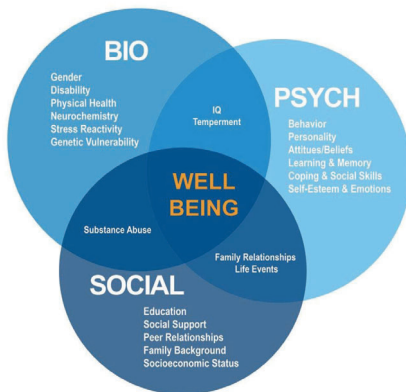 BIO
Gender
Disability
Physical Health
Neurochemistry
Stress Reactivity
Genetic Vulnerability
IQ
Temperment
PSYCH
Behavior
Personality
Attitues/Beliefs
Learning & Memory
Coping & Social Skills
Self-Esteem & Emotions
WELL
BEING
Substance Abuse
Family Relationships
Life Events
SOCIAL
Education
Social Support
Peer Relationships
Family Background
Socioeconomic Status